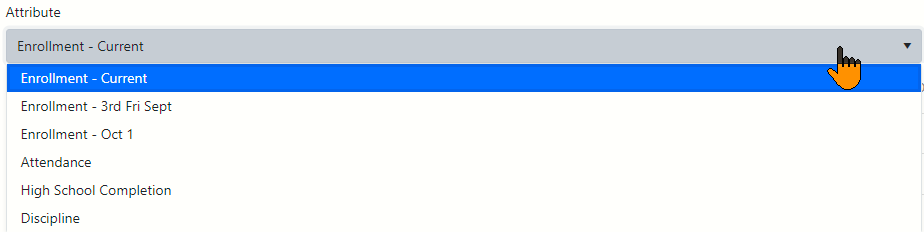 Attribute
Enrollment - Current
Enrollment - Current
Enrollment - 3rd Fri Sept
Enrollment - Oct 1
Attendance
High School Completion
Discipline